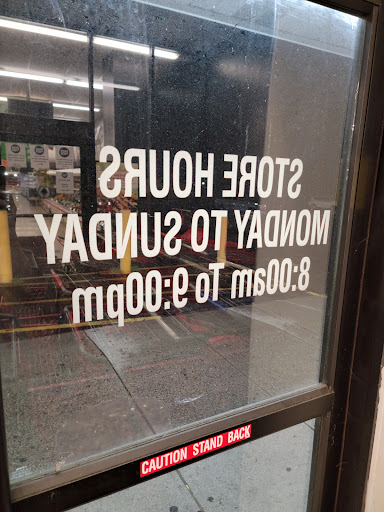 STORE HOURS
MONDAY TO SUNDAY
8:00am To 9:00pm
CAUTION STAND BACK